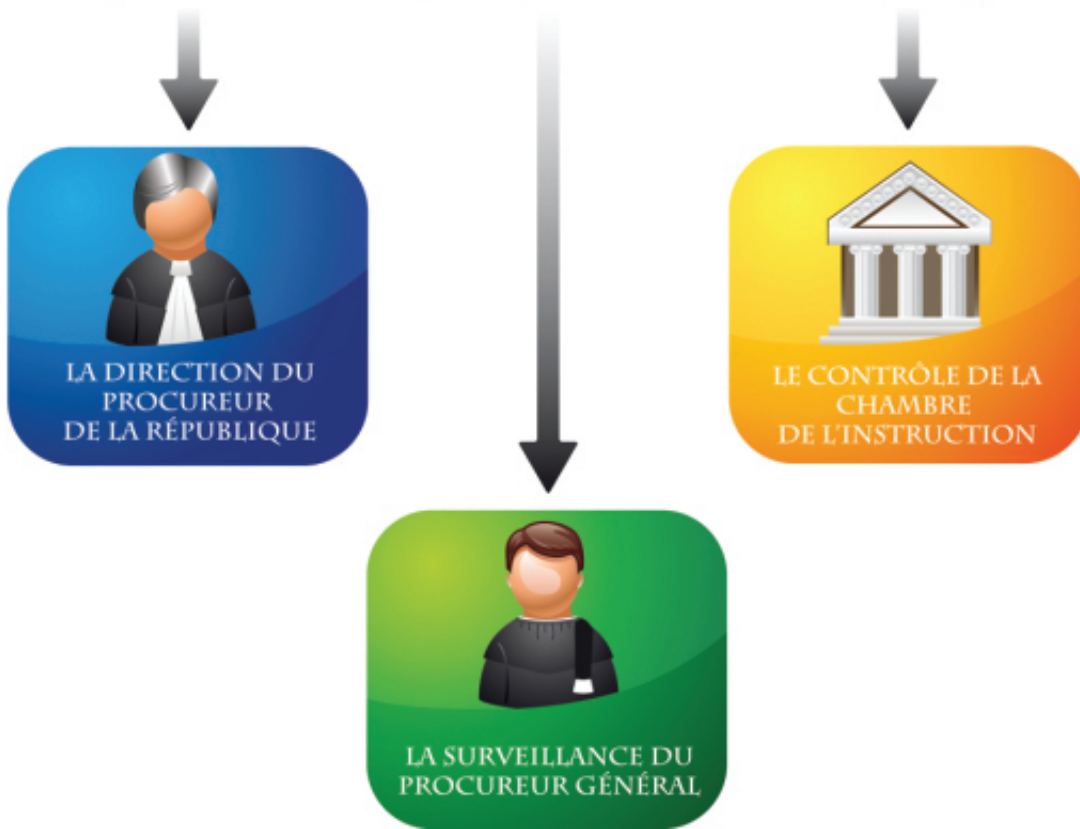 LA DIRECTION DU
PROCUREUR
DE LA RÉPUBLIQUE
LE CONTRÔLE DE LA
CHAMBRE
DE L'INSTRUCTION
LA SURVEILLANCE DU
PROCUREUR GÉNÉRAL